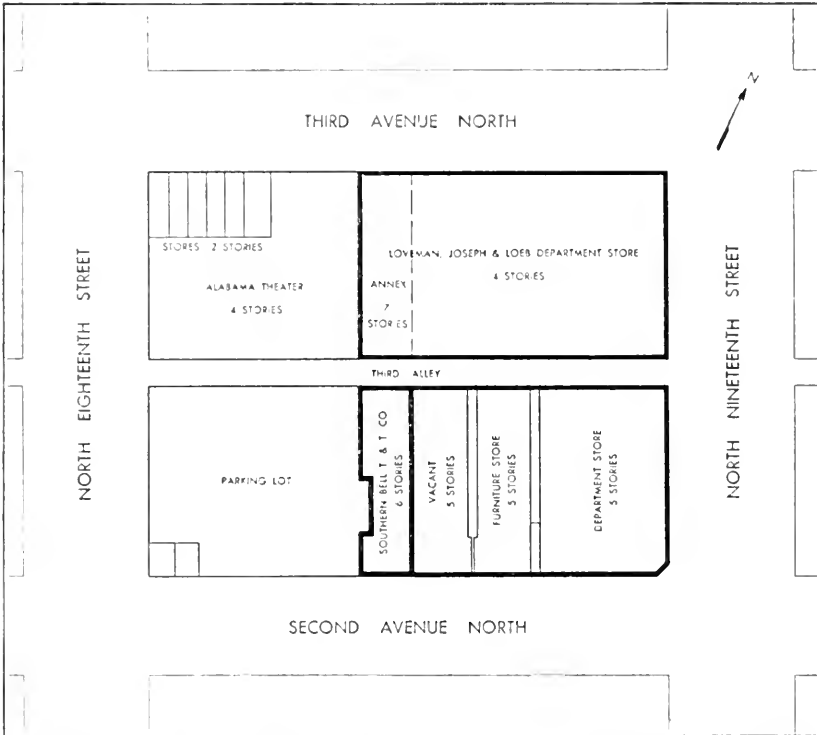 N
THIRD AVENUE NORTH
STORES 2 STORIES
LOVEMAN, JOSEPH & LOEB DEPARTMENT STORE
4 STORIES
ALABAMA THEATER
4 STORIES
ANNEX
7
STORIES
NORTH EIGHTEENTH STREET
NORTH NINETEENTH STREET
THIRD ALLEY
PARKING LOT
SOUTHERN BELL T & T CO
6 STORIES
VACANT
5 STORIES
FURNITURE STORE
5 STORIES
DEPARTMENT STORE
5 STORIES
SECOND AVENUE NORTH